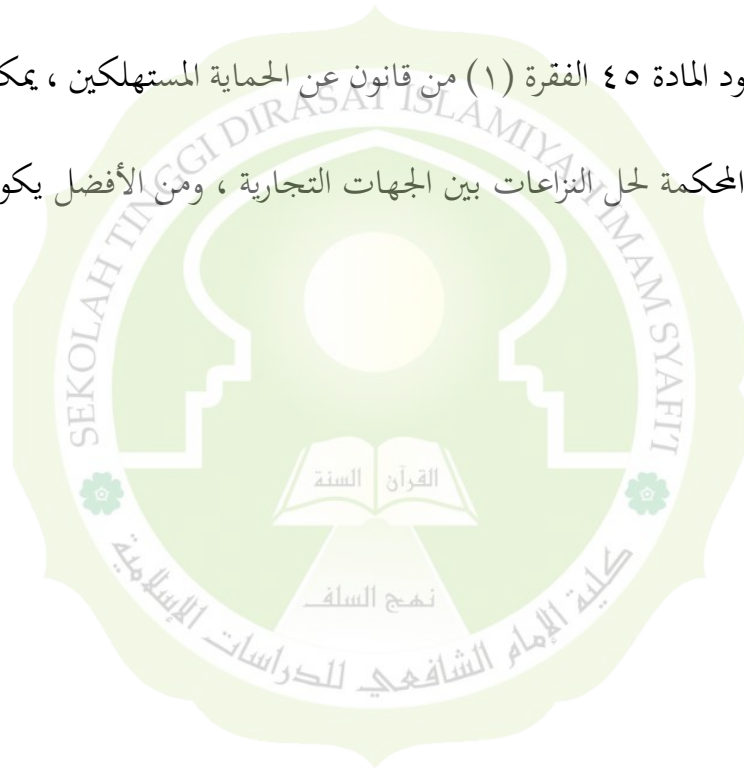 ود المادة ٤٥ الفقرة (١) من قانون عن الحماية المستهلكين ، يمك
المحكمة لحل النزاعات بين الجهات التجارية ، ومن الأفضل يكو
SEKOLAH TINGGI DIRASAT ISLAMIYAH IMAM SYAFI'I
القرآن السنة
نهج السلف
كلية الإمام الشافعي للدراسات الإسلامية